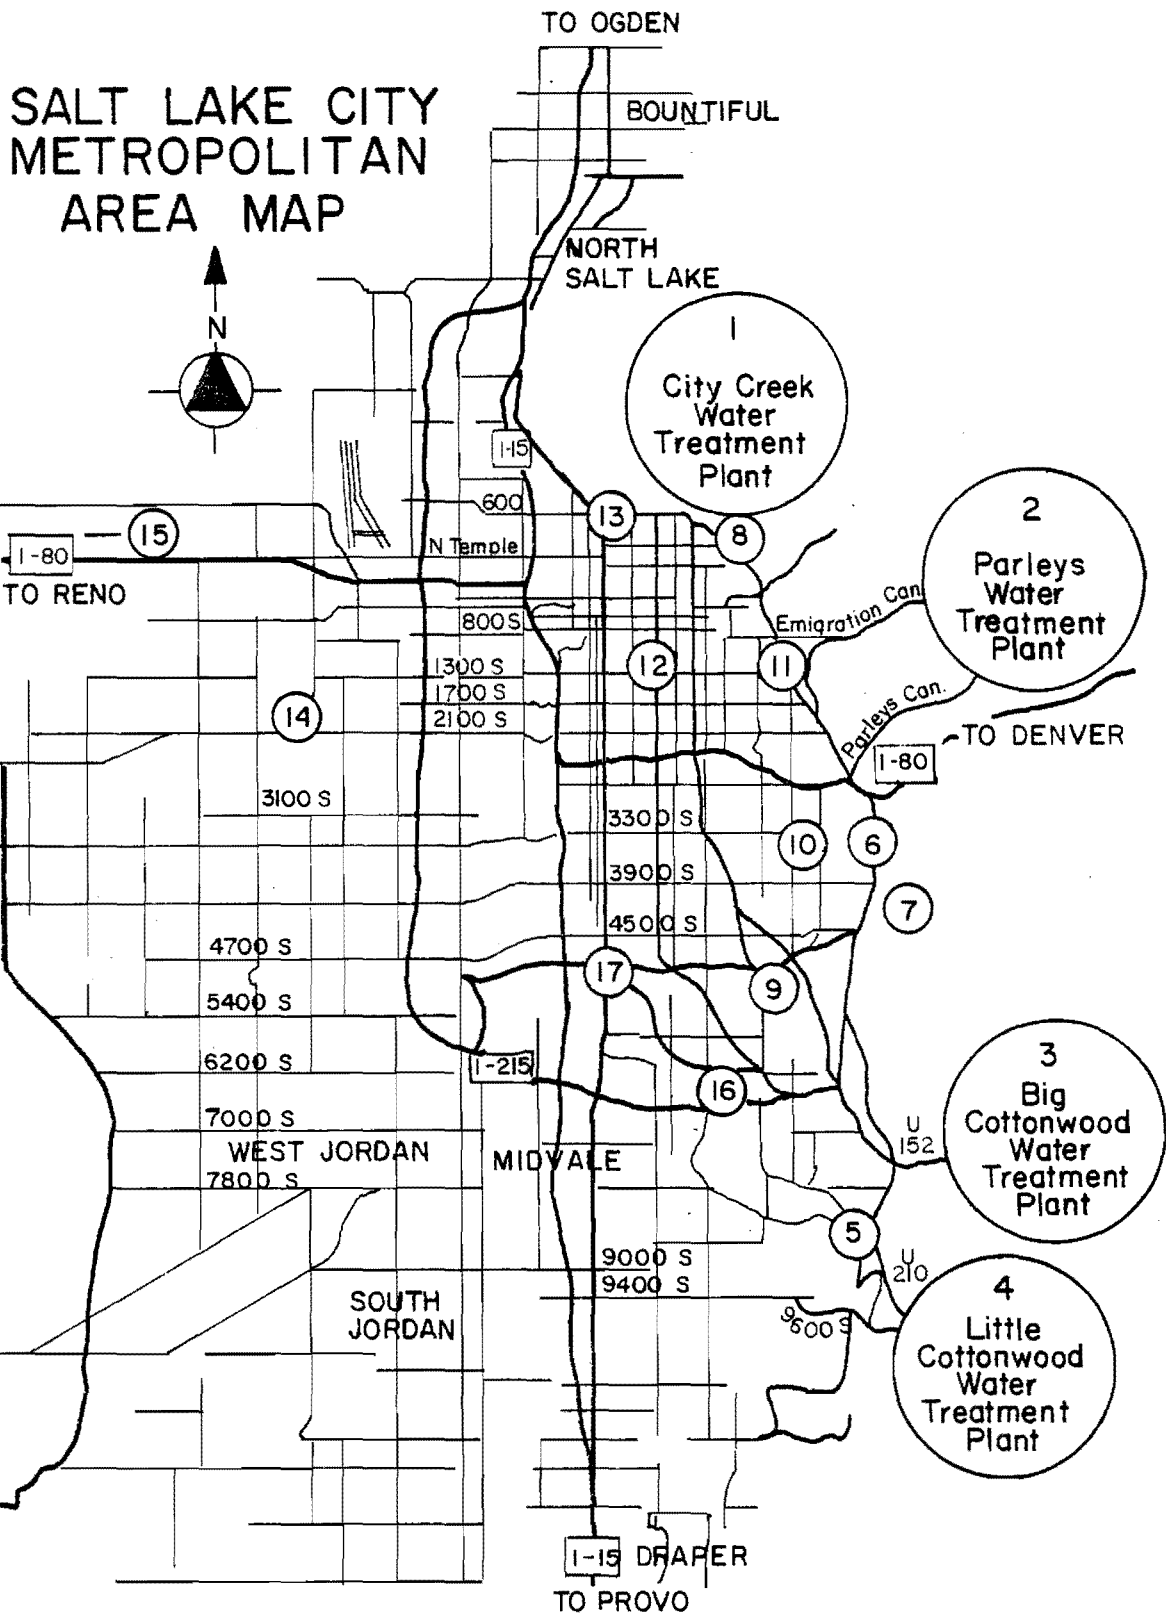 TO OGDEN
SALT LAKE CITY
METROPOLITAN
AREA MAP
BOUNTIFUL
N
NORTH
SALT LAKE
1
City Creek
Water
Treatment
Plant
I-15
2
Parleys
Water
Treatment
Plant
600
13
8
15
I-80
TO RENO
N Temple
Emigration Can.
800 S
1300 S
12
11
1700 S
14
2100 S
Parleys Can.
TO DENVER
I-80
3100 S
3300 S
10
6
3900 S
7
4500 S
4700 S
17
9
5400 S
6200 S
I-215
16
3
Big
Cottonwood
Water
Treatment
Plant
7000 S
U
152
WEST JORDAN
MIDVALE
7800 S
5
U
210
9000 S
9400 S
9600 S
SOUTH
JORDAN
4
Little
Cottonwood
Water
Treatment
Plant
I-15
DRAPER
TO PROVO